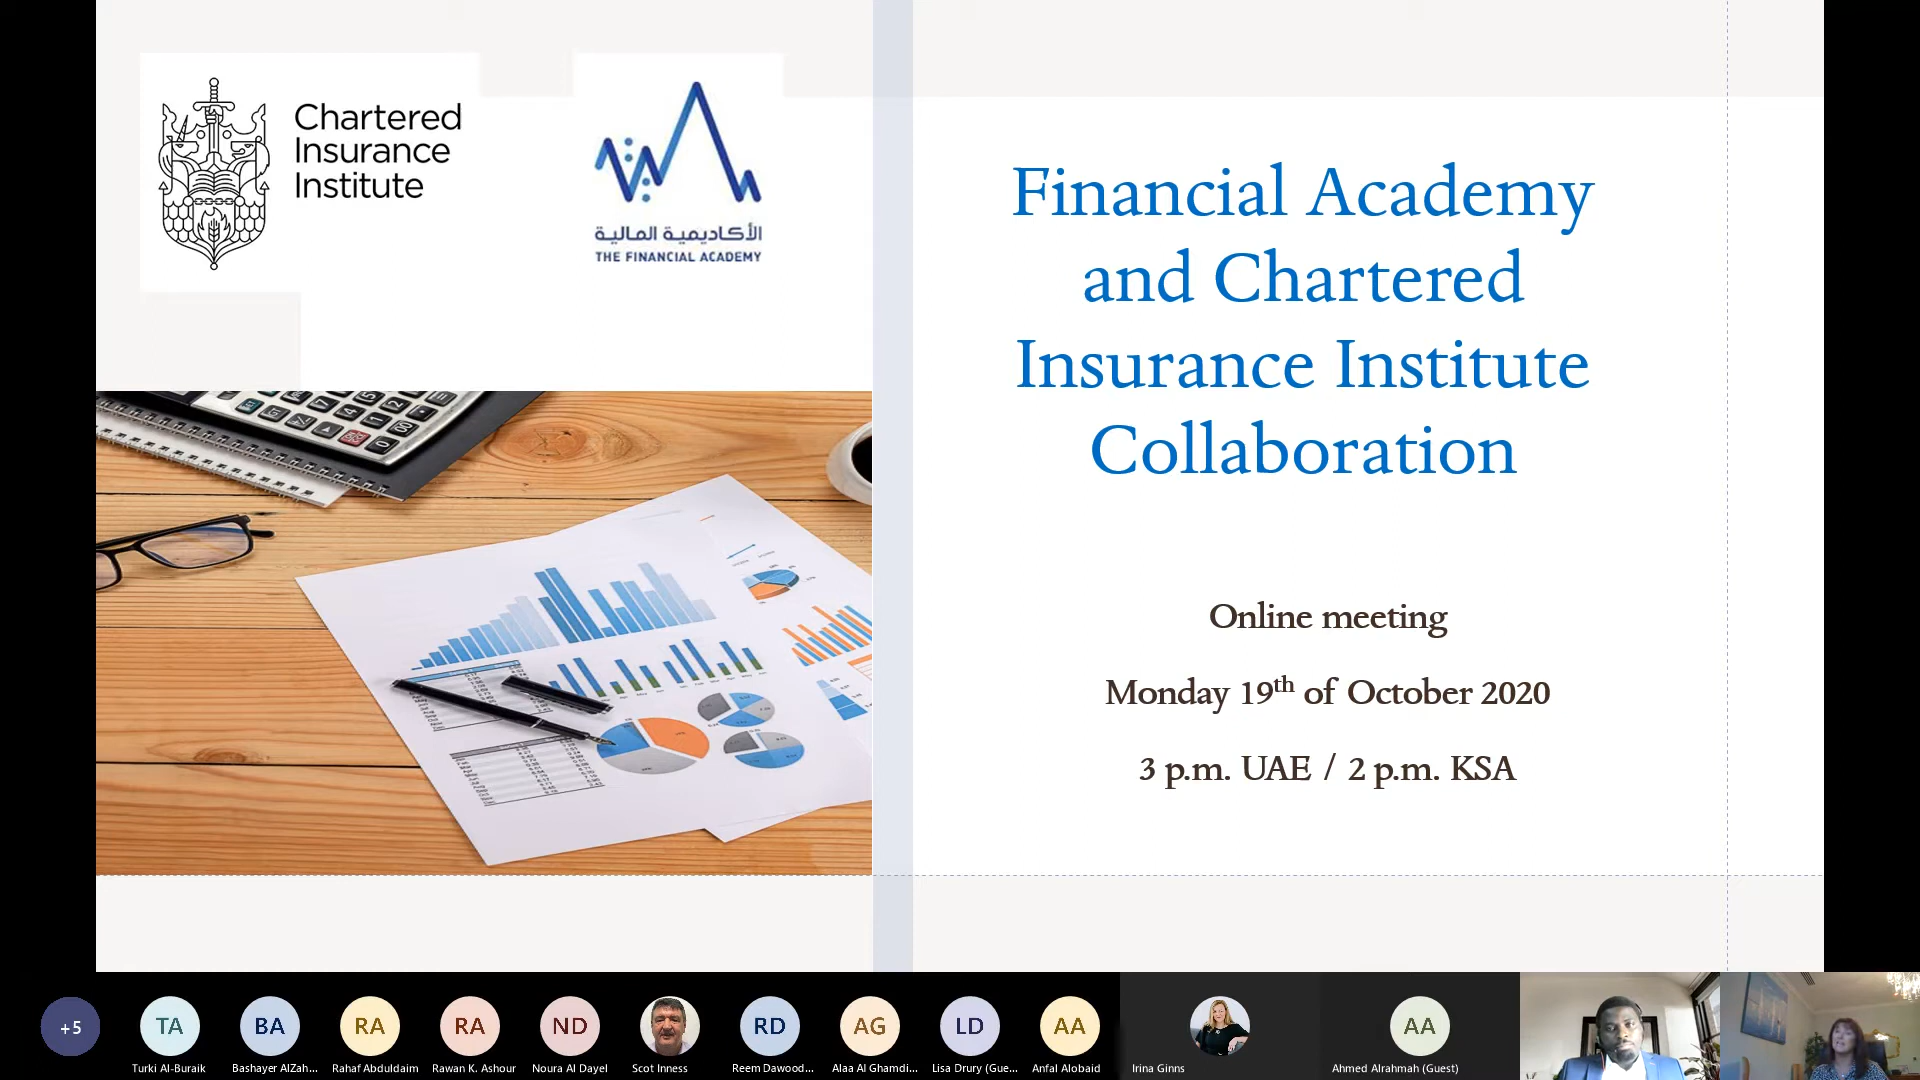 Chartered
Insurance
Institute
الأكاديمية المالية
THE FINANCIAL ACADEMY
Financial Academy
and Chartered
Insurance Institute
Collaboration
Online meeting
Monday 19th of October 2020
3 p.m. UAE / 2 p.m. KSA
+5
TA
BA
RA
RA
ND
RD
AG
LD
AA
AA
Turki Al-Buraik
Bashayer AlZah...
Rahaf Abduldaim
Rawan K. Ashour
Noura Al Dayel
Scot Inness
Reem Dawood...
Alaa Al Ghamdi...
Lisa Drury (Gue...
Anfal Alobaid
Irina Ginns
Ahmed Alrahmah (Guest)